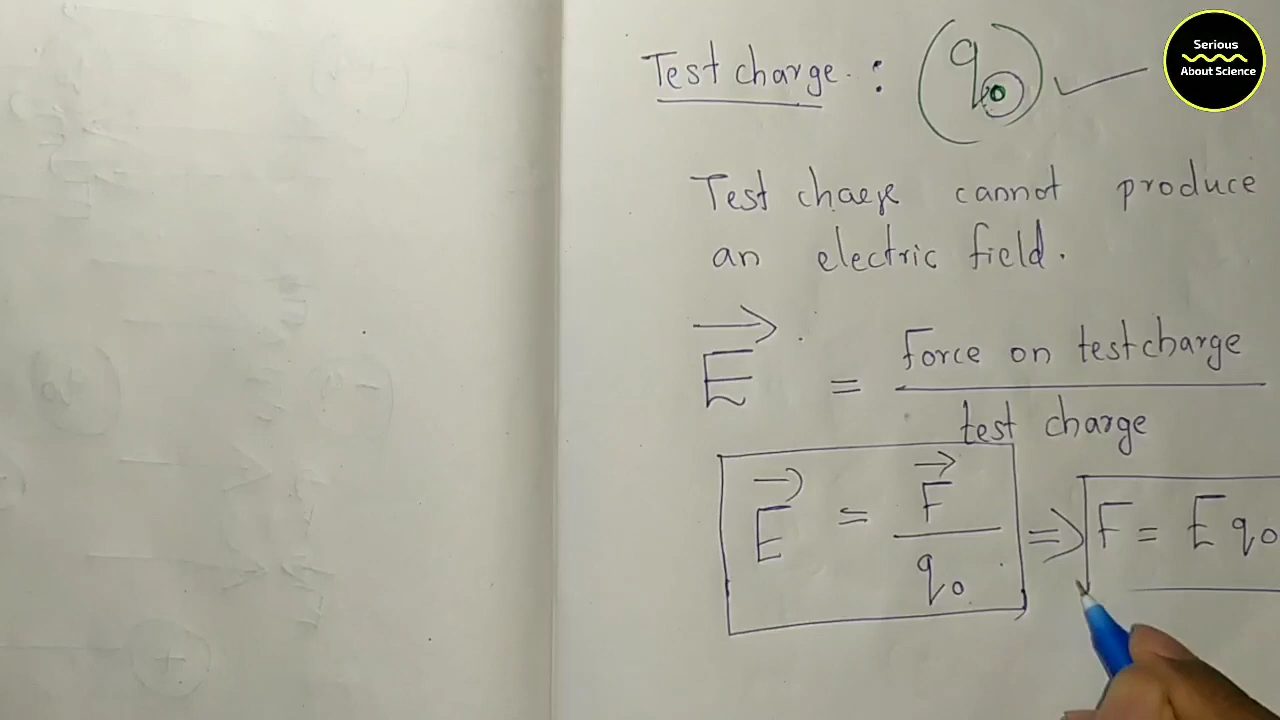 Serious
About Science
Test charge : (q₀) ✓
Test charge cannot produce
an electric field.
E⃗ = Force on testcharge / test charge
E⃗ = F⃗ / q₀ ⇒ F = E q₀